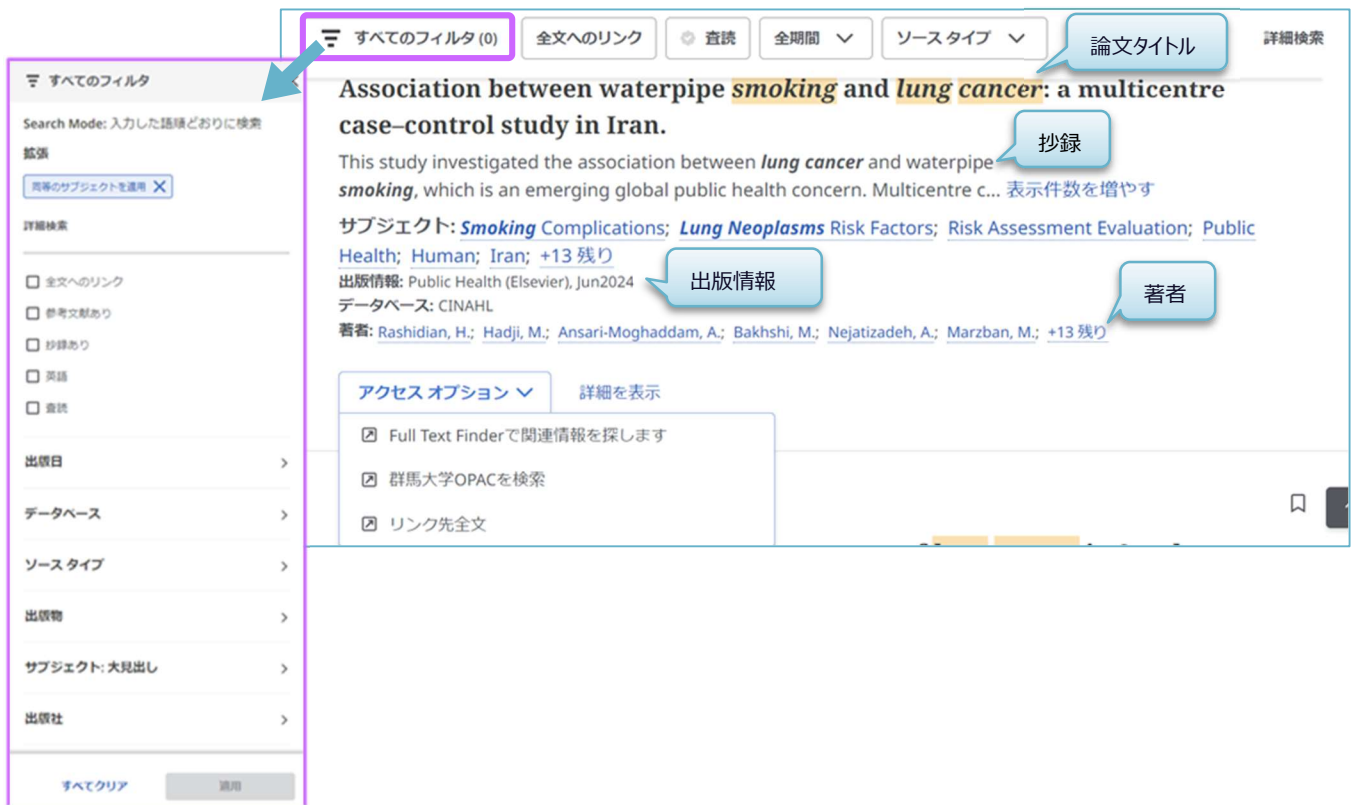 すべてのフィルタ (0)
全文へのリンク
査読
全期間
ソース タイプ
論文タイトル
詳細検索
Association between waterpipe smoking and lung cancer: a multicentre
case–control study in Iran.
抄録
This study investigated the association between lung cancer and waterpipe
smoking, which is an emerging global public health concern. Multicentre c... 表示件数を増やす
サブジェクト: Smoking Complications; Lung Neoplasms Risk Factors; Risk Assessment Evaluation; Public
Health; Human; Iran; +13 残り
出版情報: Public Health (Elsevier), Jun2024
出版情報
データベース: CINAHL
著者
著者: Rashidian, H.; Hadji, M.; Ansari-Moghaddam, A.; Bakhshi, M.; Nejatizadeh, A.; Marzban, M.; +13 残り
アクセス オプション
詳細を表示
Full Text Finderで関連情報を探します
群馬大学OPACを検索
リンク先全文
すべてのフィルタ
Search Mode: 入力した語順どおりに検索
拡張
同等のサブジェクトを適用
詳細検索
全文へのリンク
参考文献あり
抄録あり
英語
査読
出版日
データベース
ソース タイプ
出版物
サブジェクト: 大見出し
出版社
すべてクリア
適用